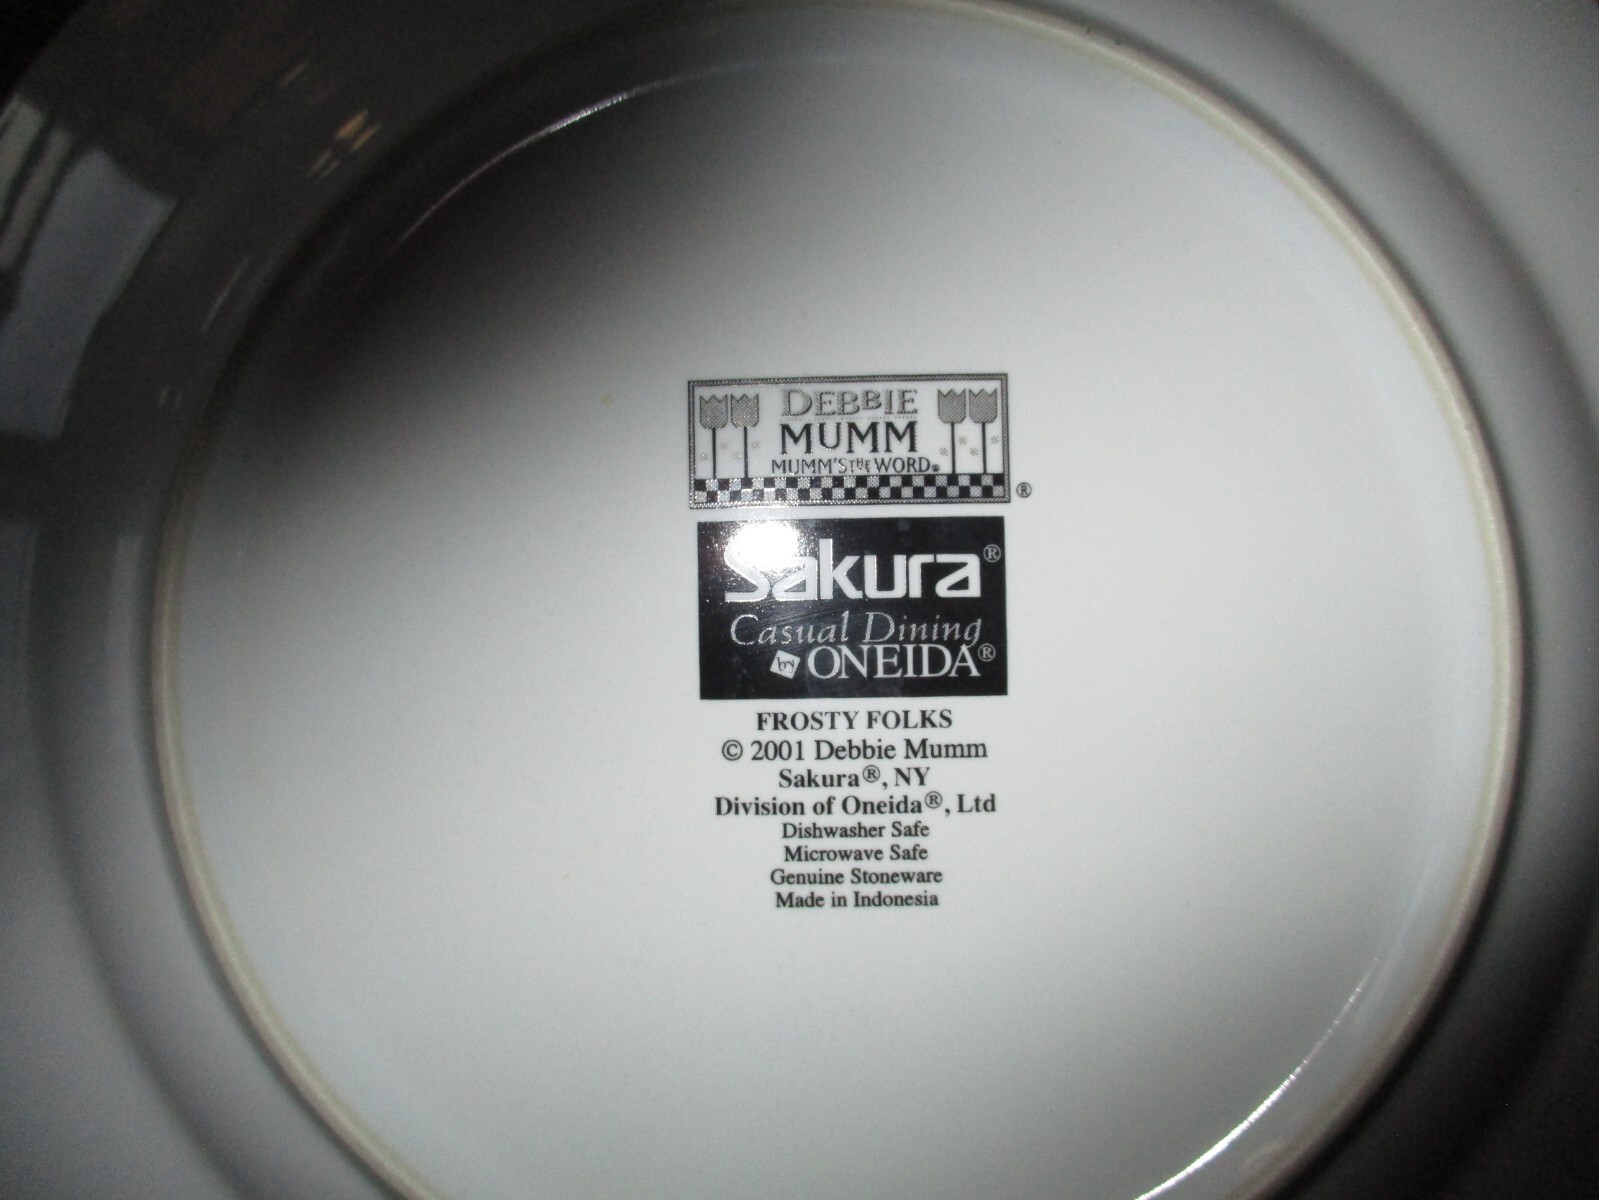 DEBBIE
MUMM
MUMM'S THE WORD®
®
Sakura®
Casual Dining
by ONEIDA®
FROSTY FOLKS
© 2001 Debbie Mumm
Sakura®, NY
Division of Oneida®, Ltd
Dishwasher Safe
Microwave Safe
Genuine Stoneware
Made in Indonesia